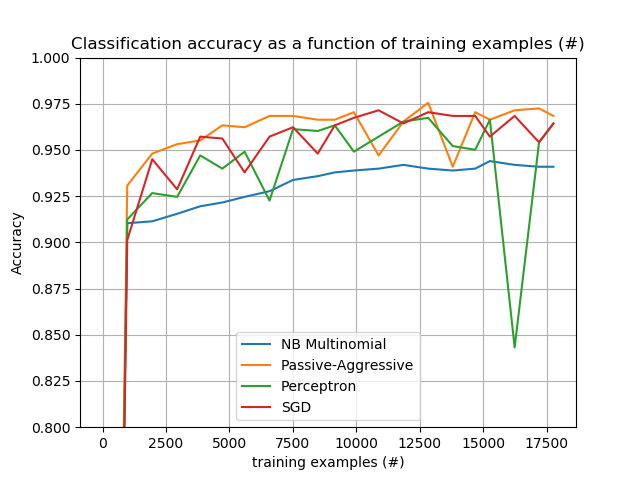 Classification accuracy as a function of training examples (#)
1.000
0.975
0.950
0.925
0.900
0.875
0.850
0.825
0.800
Accuracy
NB Multinomial
Passive-Aggressive
Perceptron
SGD
0 2500 5000 7500 10000 12500 15000 17500
training examples (#)